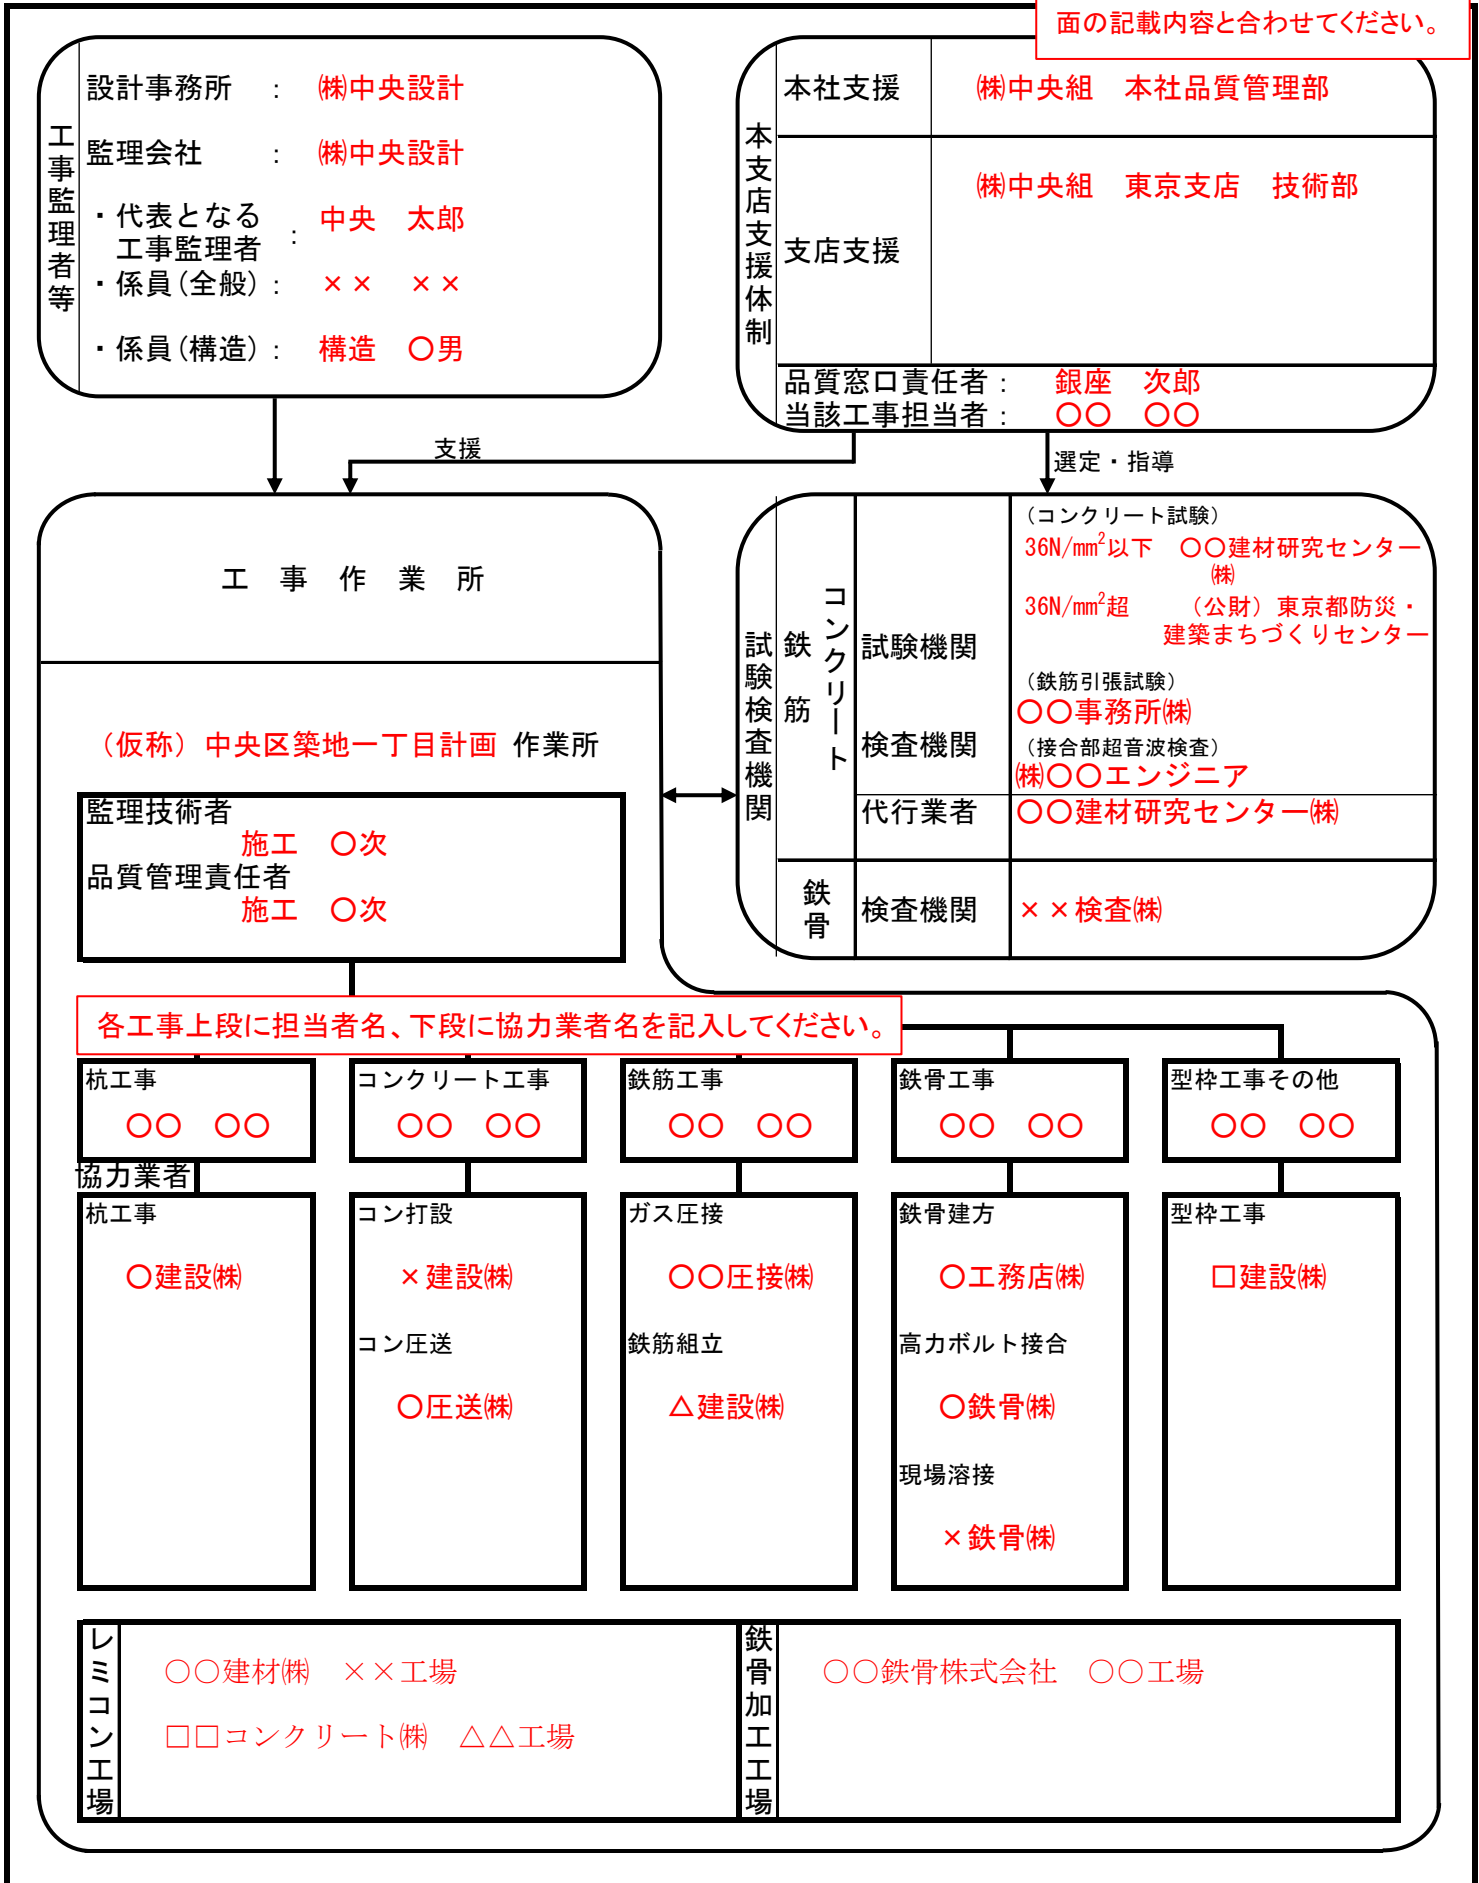 面の記載内容と合わせてください。
工事監理者等
設計事務所 : ㈱中央設計
監理会社 : ㈱中央設計
・代表となる
工事監理者 : 中央 太郎
・係員(全般) : ×× ××
・係員(構造) : 構造 〇男
本支店支援体制
本社支援 ㈱中央組 本社品質管理部
支店支援 ㈱中央組 東京支店 技術部
品質窓口責任者 : 銀座 次郎
当該工事担当者 : 〇〇 〇〇
支援
選定・指導
工 事 作 業 所
(仮称)中央区築地一丁目計画 作業所
監理技術者
施工 〇次
品質管理責任者
施工 〇次
試験検査機関
鉄筋
コンクリート
試験機関
(コンクリート試験)
36N/mm²以下 〇〇建材研究センター
㈱
36N/mm²超 (公財)東京都防災・
建築まちづくりセンター
(鉄筋引張試験)
〇〇事務所㈱
検査機関
(接合部超音波検査)
㈱〇〇エンジニア
代行業者 〇〇建材研究センター㈱
鉄骨
検査機関 ××検査㈱
各工事上段に担当者名、下段に協力業者名を記入してください。
杭工事
〇〇 〇〇
コンクリート工事
〇〇 〇〇
鉄筋工事
〇〇 〇〇
鉄骨工事
〇〇 〇〇
型枠工事その他
〇〇 〇〇
協力業者
杭工事
〇建設㈱
コン打設
×建設㈱
コン圧送
〇圧送㈱
ガス圧接
〇〇圧接㈱
鉄筋組立
△建設㈱
鉄骨建方
〇工務店㈱
高力ボルト接合
〇鉄骨㈱
現場溶接
×鉄骨㈱
型枠工事
□建設㈱
レミコン工場
〇〇建材㈱ ××工場
□□コンクリート㈱ △△工場
鉄骨加工工場
〇〇鉄骨株式会社 〇〇工場